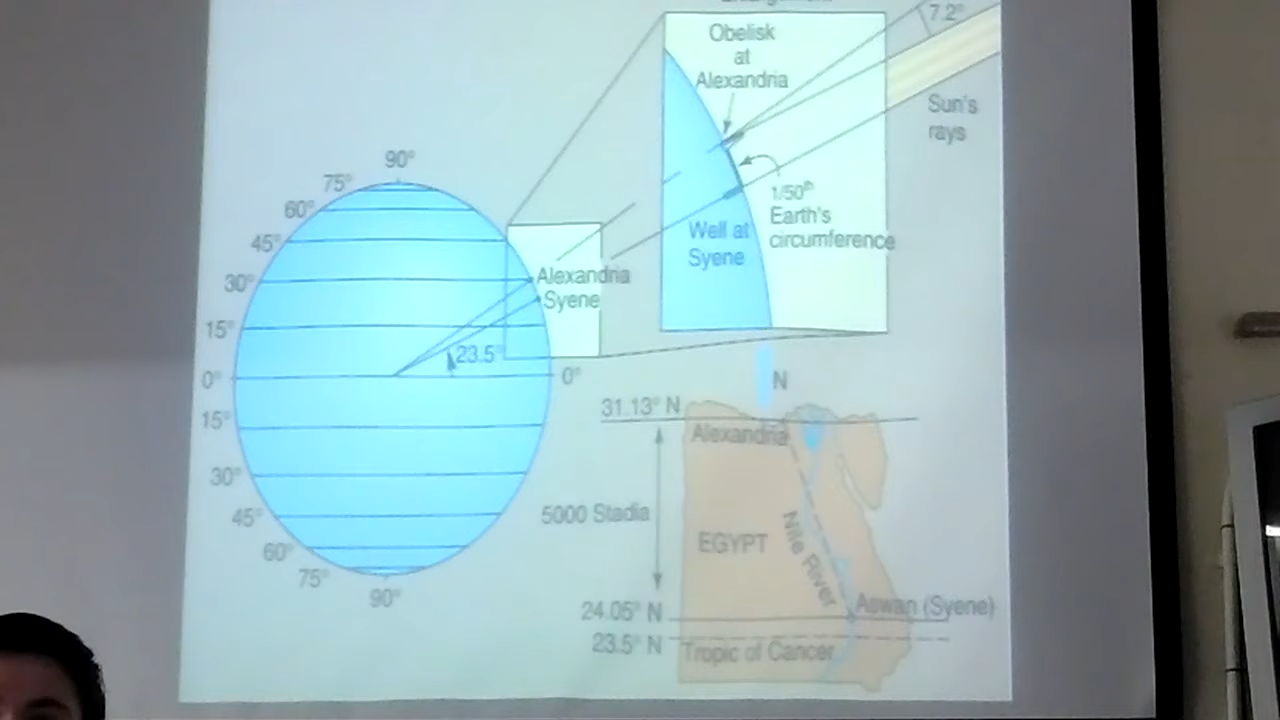 7.2°
Obelisk
at
Alexandria
Sun's
rays
1/50th
Earth's
circumference
Well at
Syene
90°
75°
60°
45°
30°
15°
0°
15°
30°
45°
60°
75°
90°
Alexandria
Syene
23.5°
0°
N
31.13° N
Alexandria
5000 Stadia
EGYPT
Nile River
24.05° N
Aswan (Syene)
23.5° N
Tropic of Cancer